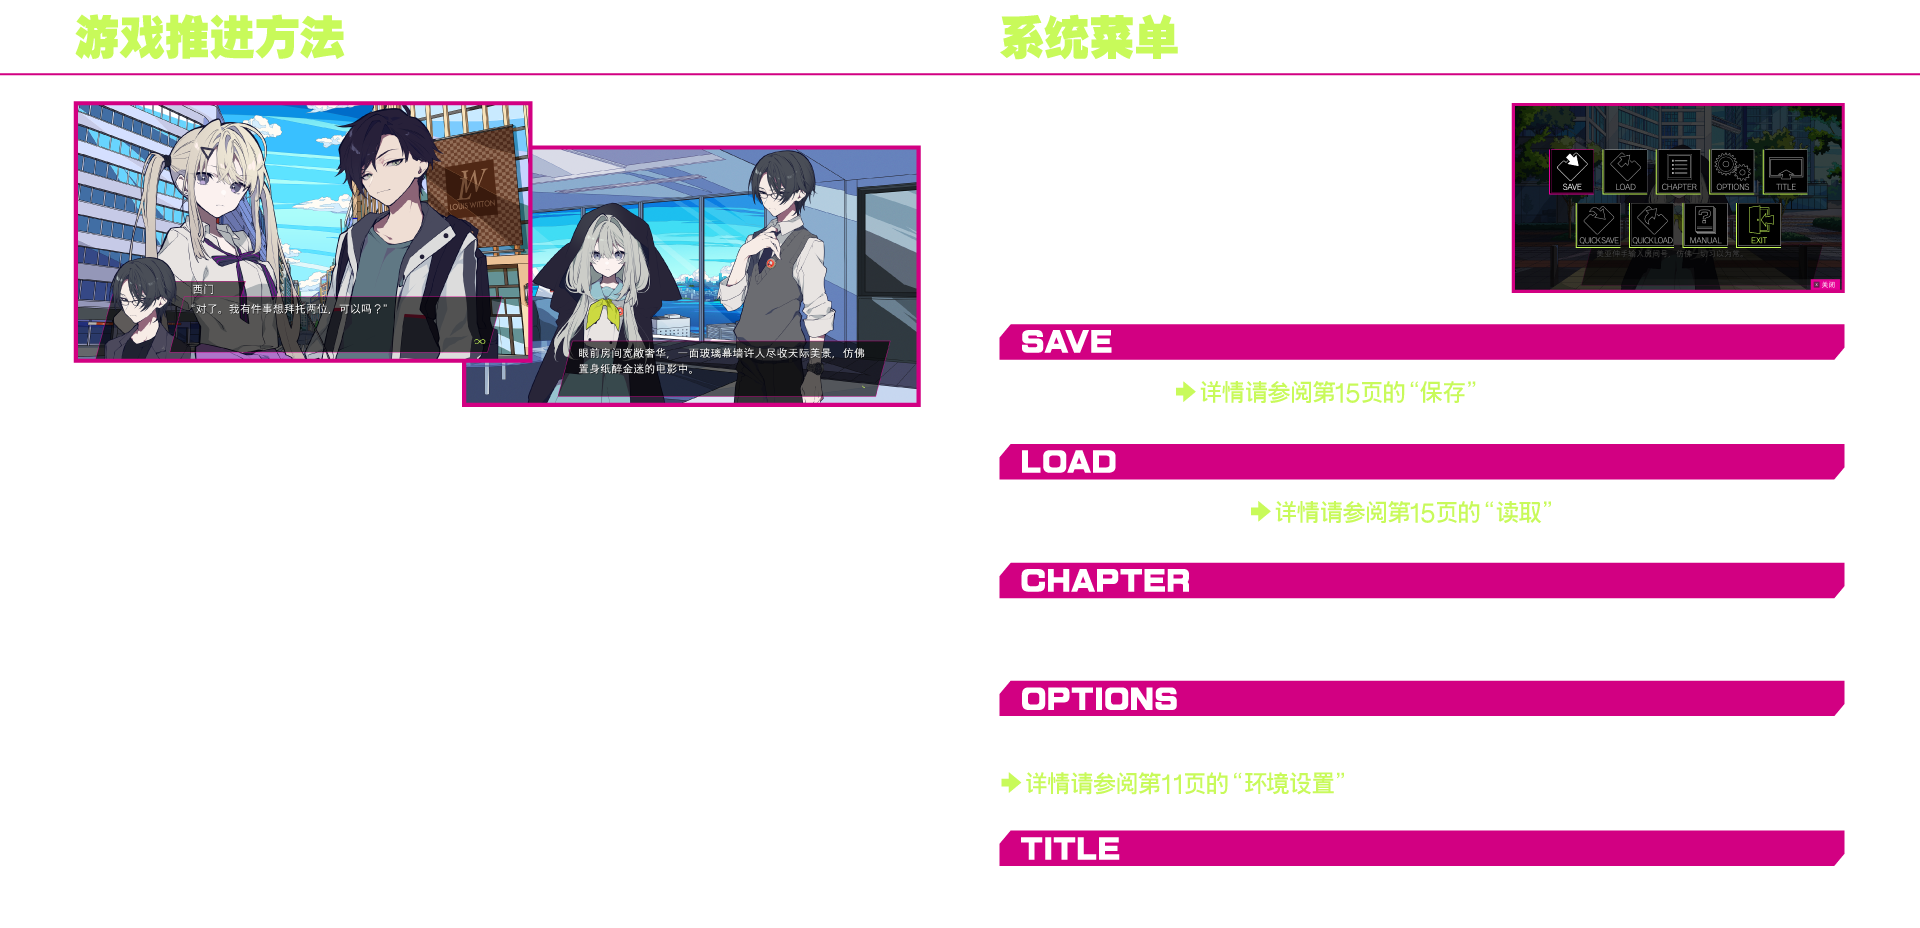 游戏推进方法
西门
“对了。我有件事想拜托两位，可以吗？”
LW
LOUIS WITTON
眼前房间宽敞奢华，一面玻璃幕墙许人尽收天际美景，仿佛
置身纸醉金迷的电影中。
系统菜单
SAVE
LOAD
CHAPTER
OPTIONS
TITLE
QUICKSAVE
QUICKLOAD
MANUAL
EXIT
关闭
SAVE
详情请参阅第15页的“保存”
LOAD
详情请参阅第15页的“读取”
CHAPTER
OPTIONS
详情请参阅第11页的“环境设置”
TITLE